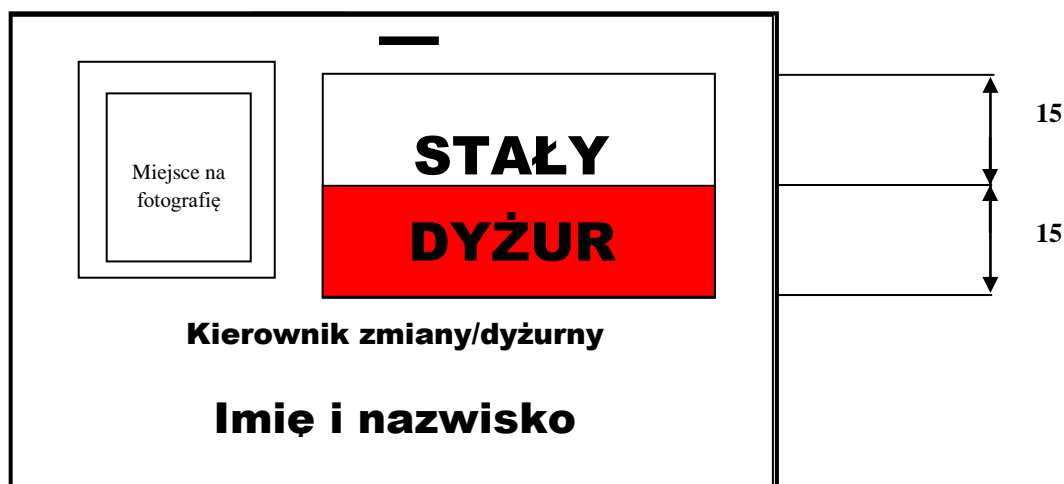 STAŁY
15
Miejsce na
fotografię
DYŻUR
15
Kierownik zmiany/dyżurny
Imię i nazwisko